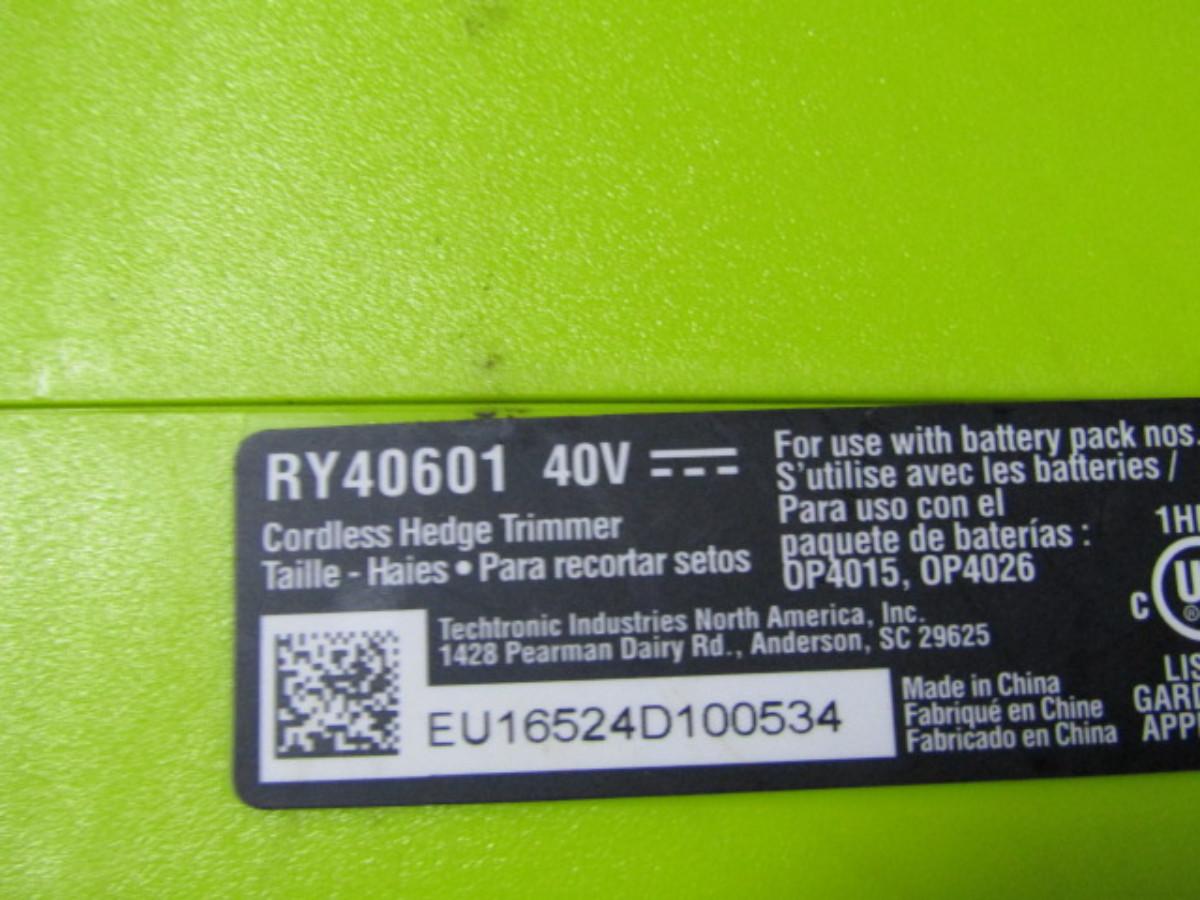 RY40601 40V
Cordless Hedge Trimmer
Taille - Haies • Para recortar setos
For use with battery pack nos.
S'utilise avec les batteries /
Para uso con el
paquete de baterías :
OP4015, OP4026
Techtronic Industries North America, Inc.
1428 Pearman Dairy Rd., Anderson, SC 29625
EU16524D100534
Made in China
Fabriqué en Chine
Fabricado en China
C
®